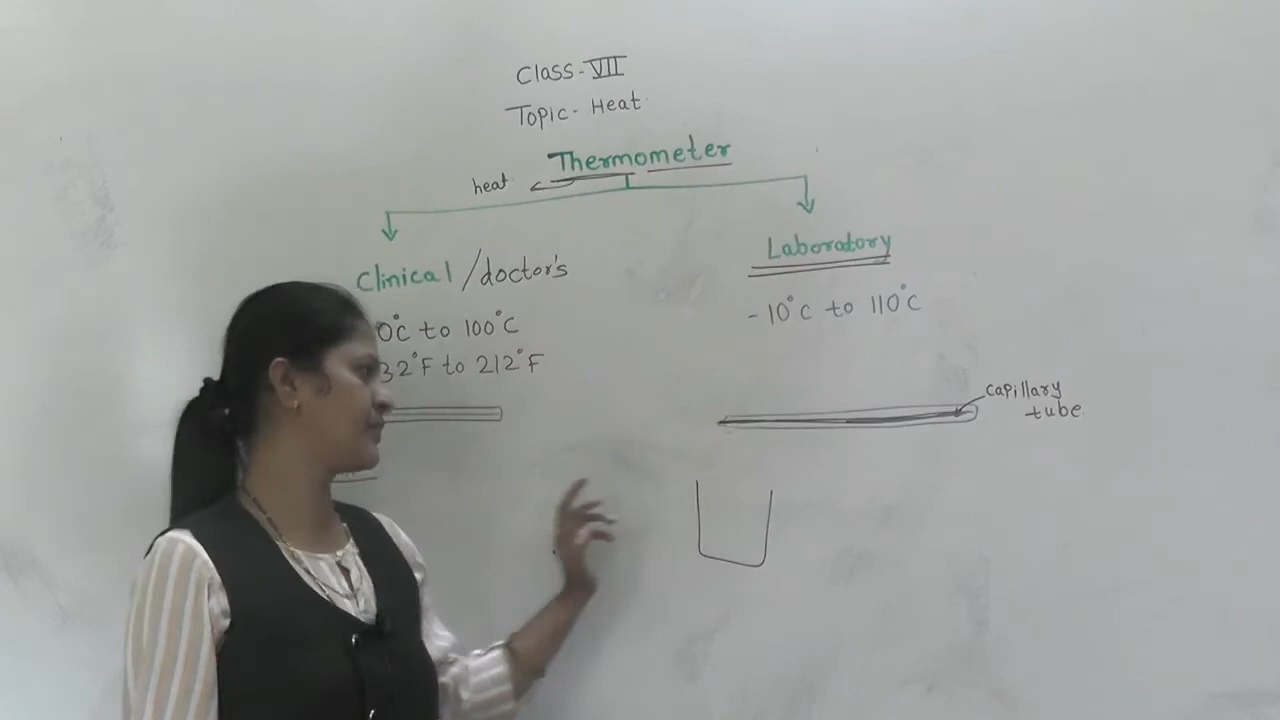 Class-VII
Topic- Heat
Thermometer
heat
Clinical /doctor's
0°C to 100°C
32°F to 212°F
Laboratory
-10°C to 110°C
capillary
tube